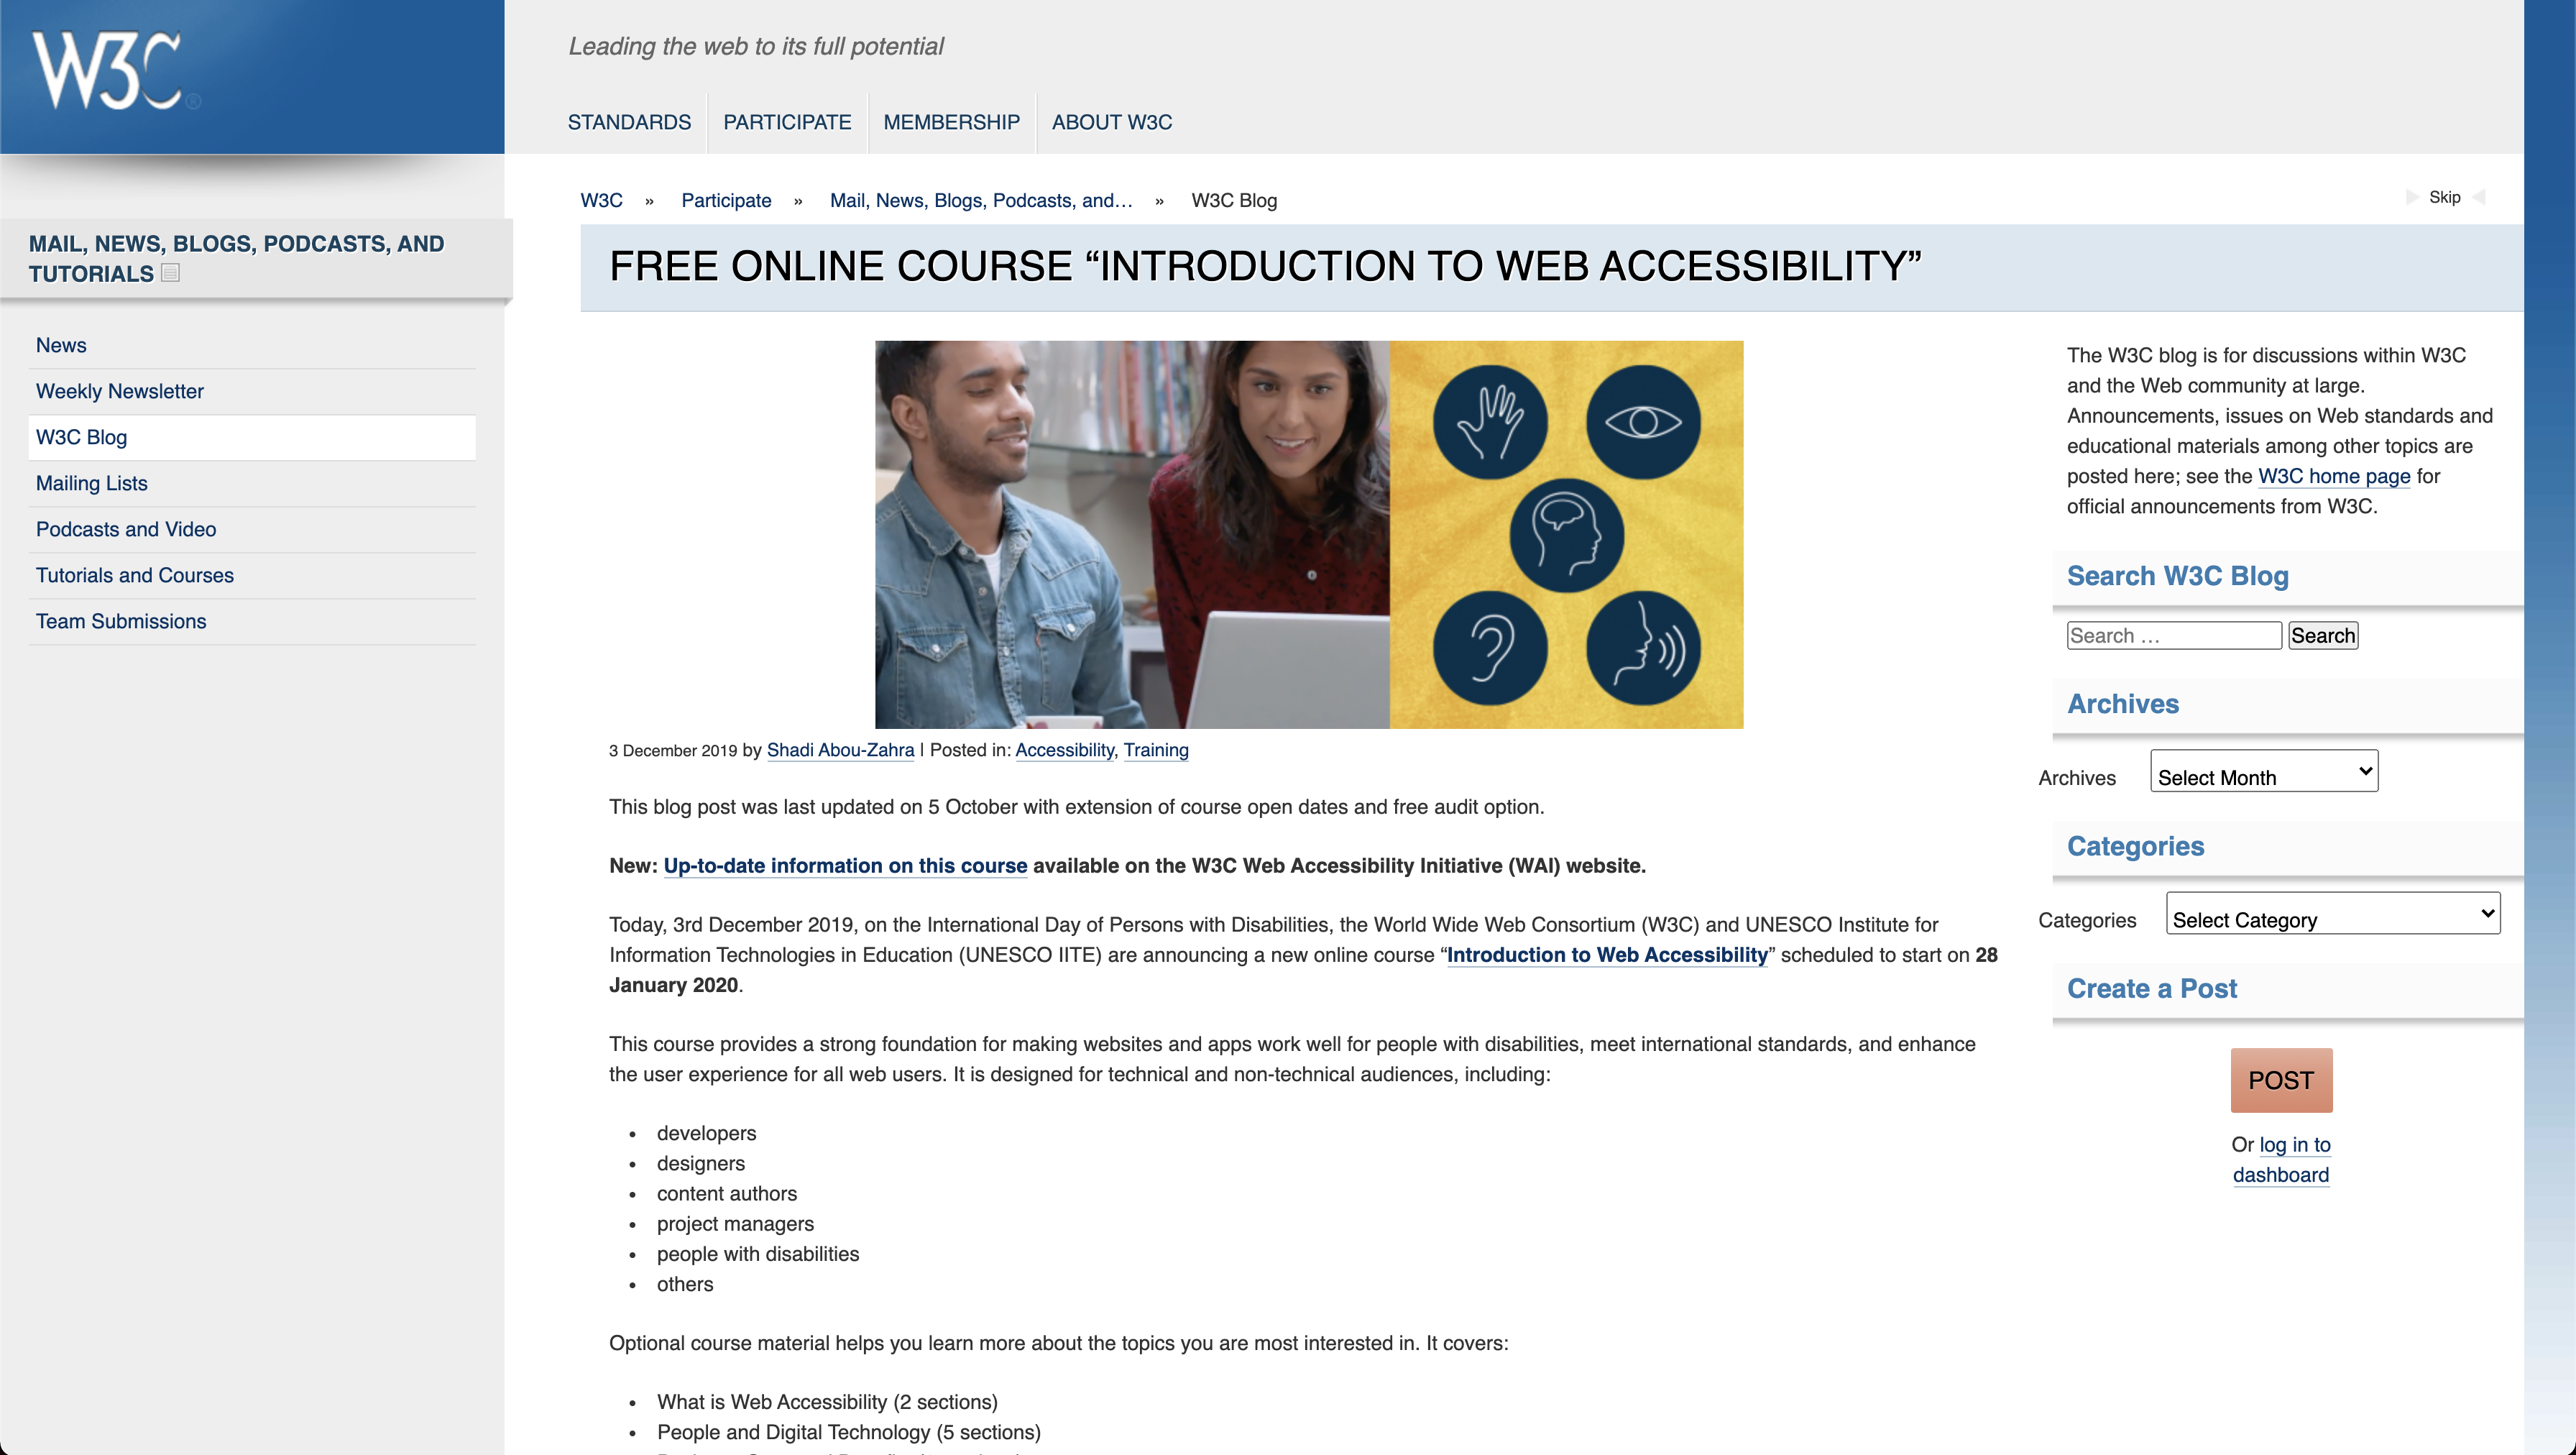 W3C®
Leading the web to its full potential
STANDARDS
PARTICIPATE
MEMBERSHIP
ABOUT W3C
MAIL, NEWS, BLOGS, PODCASTS, AND
TUTORIALS
News
Weekly Newsletter
W3C Blog
Mailing Lists
Podcasts and Video
Tutorials and Courses
Team Submissions
W3C » Participate » Mail, News, Blogs, Podcasts, and… » W3C Blog
Skip
FREE ONLINE COURSE “INTRODUCTION TO WEB ACCESSIBILITY”
3 December 2019 by Shadi Abou-Zahra | Posted in: Accessibility, Training
This blog post was last updated on 5 October with extension of course open dates and free audit option.
New: Up-to-date information on this course available on the W3C Web Accessibility Initiative (WAI) website.
Today, 3rd December 2019, on the International Day of Persons with Disabilities, the World Wide Web Consortium (W3C) and UNESCO Institute for
Information Technologies in Education (UNESCO IITE) are announcing a new online course “Introduction to Web Accessibility” scheduled to start on 28
January 2020.
This course provides a strong foundation for making websites and apps work well for people with disabilities, meet international standards, and enhance
the user experience for all web users. It is designed for technical and non-technical audiences, including:
• developers
• designers
• content authors
• project managers
• people with disabilities
• others
Optional course material helps you learn more about the topics you are most interested in. It covers:
• What is Web Accessibility (2 sections)
• People and Digital Technology (5 sections)
The W3C blog is for discussions within W3C
and the Web community at large.
Announcements, issues on Web standards and
educational materials among other topics are
posted here; see the W3C home page for
official announcements from W3C.
Search W3C Blog
Search …
Search
Archives
Archives
Select Month
Categories
Categories
Select Category
Create a Post
POST
Or log in to
dashboard